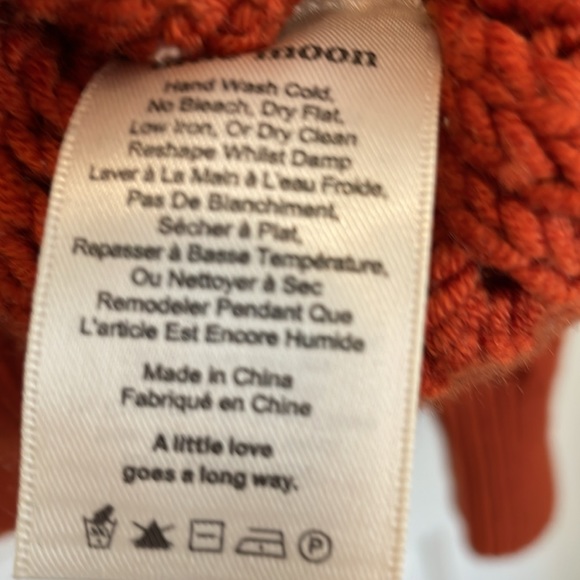 moon
Hand Wash Cold,
No Bleach, Dry Flat,
Low Iron, Or Dry Clean
Reshape Whilst Damp
Laver à La Main à L'eau Froide,
Pas De Blanchiment,
Sécher à Plat,
Repasser à Basse Température,
Ou Nettoyer à Sec
Remodeler Pendant Que
L'article Est Encore Humide
Made in China
Fabriqué en Chine
A little love
goes a long way.
P